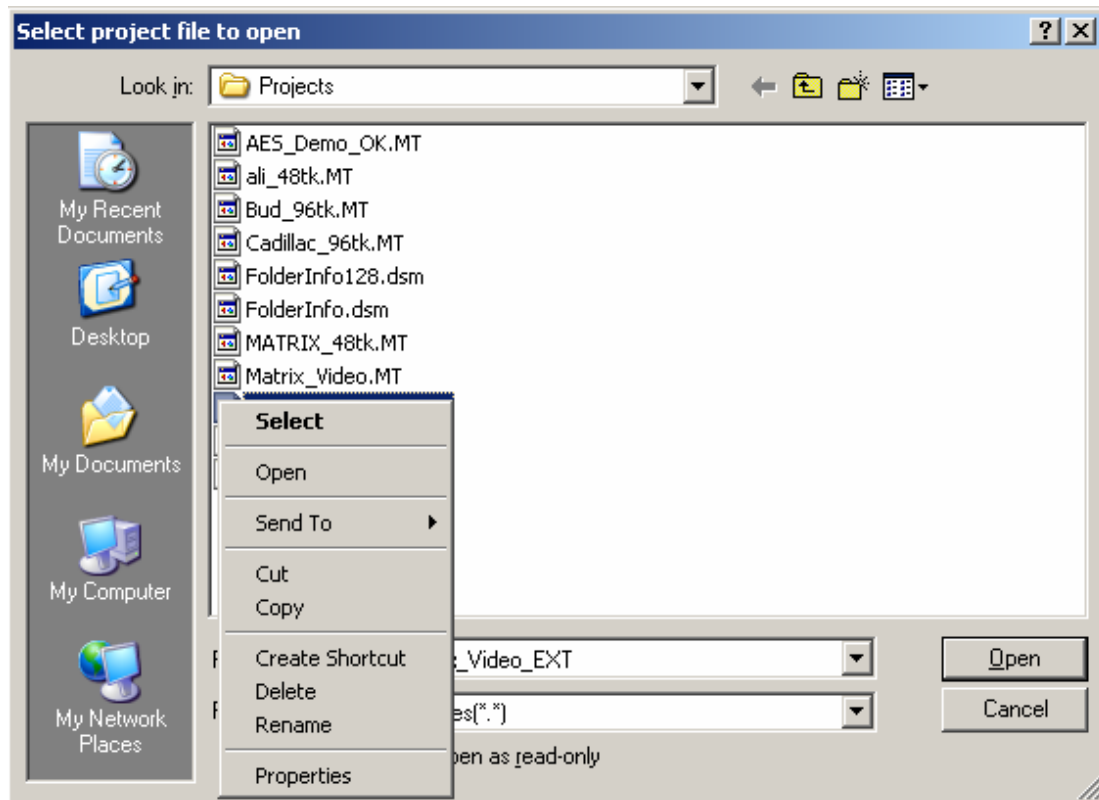 Select project file to open
Look in: Projects
My Recent
Documents
Desktop
My Documents
My Computer
My Network
Places
AES_Demo_OK.MT
ali_48tk.MT
Bud_96tk.MT
Cadillac_96tk.MT
FolderInfo128.dsm
FolderInfo.dsm
MATRIX_48tk.MT
Matrix_Video.MT
Select
Open
Send To
Cut
Copy
Create Shortcut
Delete
Rename
Properties
_Video_EXT
Open
es(*.*)
Cancel
pen as read-only